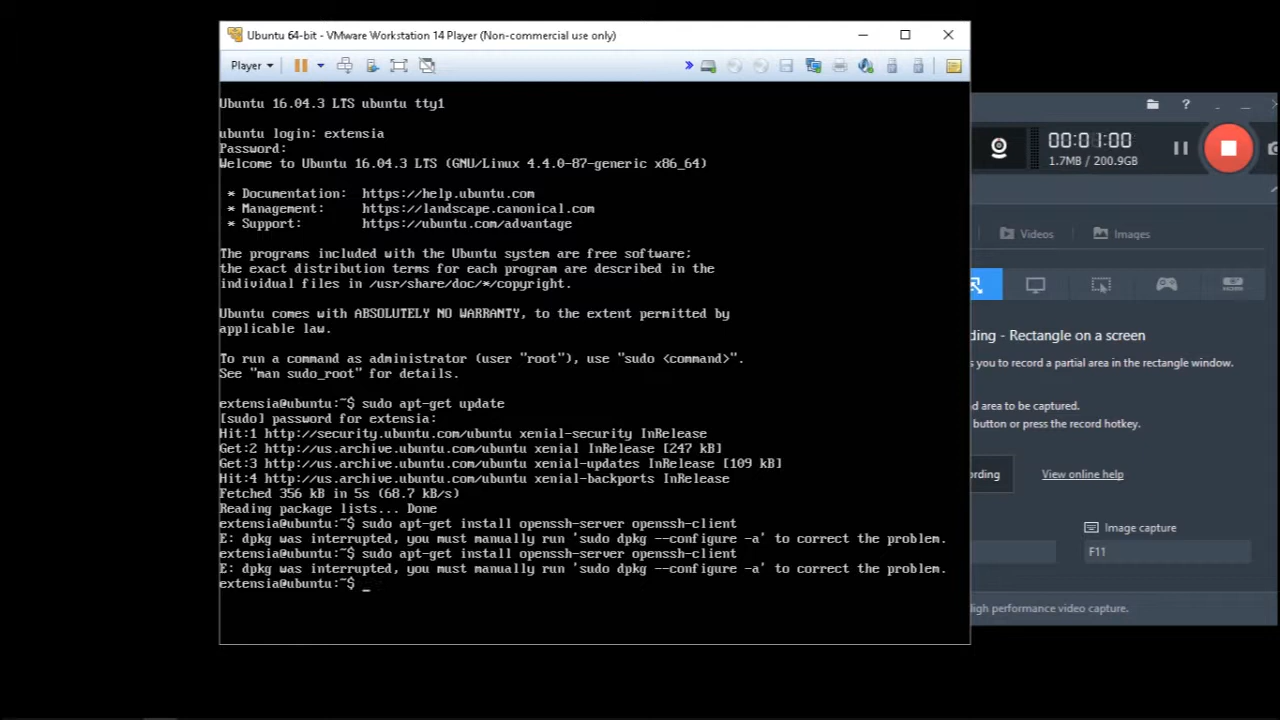 Ubuntu 64-bit - VMware Workstation 14 Player (Non-commercial use only)
Player
Ubuntu 16.04.3 LTS ubuntu tty1
ubuntu login: extensia
Password:
Welcome to Ubuntu 16.04.3 LTS (GNU/Linux 4.4.0-87-generic x86_64)
* Documentation: https://help.ubuntu.com
* Management: https://landscape.canonical.com
* Support: https://ubuntu.com/advantage
The programs included with the Ubuntu system are free software;
the exact distribution terms for each program are described in the
individual files in /usr/share/doc/*/copyright.
Ubuntu comes with ABSOLUTELY NO WARRANTY, to the extent permitted by
applicable law.
To run a command as administrator (user "root"), use "sudo <command>".
See "man sudo_root" for details.
extensia@ubuntu:~$ sudo apt-get update
[sudo] password for extensia:
Hit:1 http://security.ubuntu.com/ubuntu xenial-security InRelease
Get:2 http://us.archive.ubuntu.com/ubuntu xenial InRelease [247 kB]
Get:3 http://us.archive.ubuntu.com/ubuntu xenial-updates InRelease [109 kB]
Hit:4 http://us.archive.ubuntu.com/ubuntu xenial-backports InRelease
Fetched 356 kB in 5s (68.7 kB/s)
Reading package lists... Done
extensia@ubuntu:~$ sudo apt-get install openssh-server openssh-client
E: dpkg was interrupted, you must manually run 'sudo dpkg --configure -a' to correct the problem.
extensia@ubuntu:~$ sudo apt-get install openssh-server openssh-client
E: dpkg was interrupted, you must manually run 'sudo dpkg --configure -a' to correct the problem.
extensia@ubuntu:~$ _
00:01:00
1.7MB / 200.9GB
Videos
Images
HDMI
ding - Rectangle on a screen
s you to record a partial area in the rectangle window.
ed area to be captured.
button or press the record hotkey.
ording
View online help
Image capture
F11
igh performance video capture.